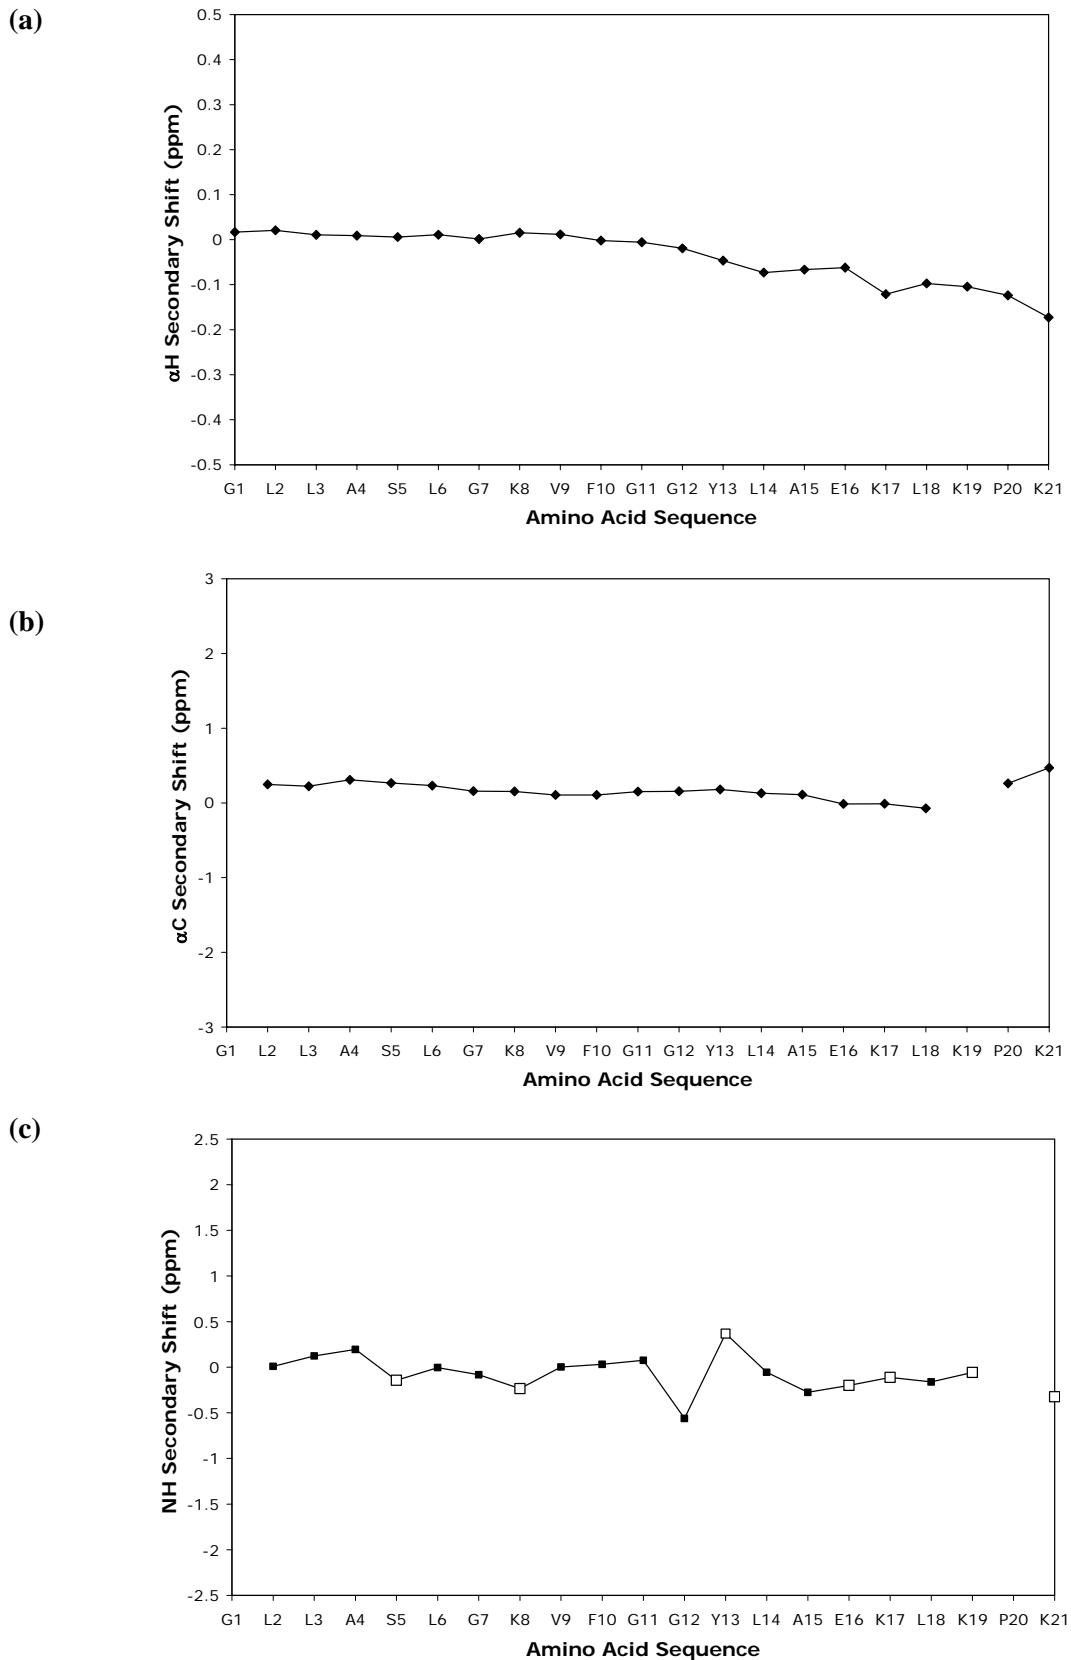 (a)
0.5
0.4
0.3
0.2
0.1
0
-0.1
-0.2
-0.3
-0.4
-0.5
αH Secondary Shift (ppm)
G1 L2 L3 A4 S5 L6 G7 K8 V9 F10 G11 G12 Y13 L14 A15 E16 K17 L18 K19 P20 K21
Amino Acid Sequence
(b)
3
2
1
0
-1
-2
-3
αC Secondary Shift (ppm)
G1 L2 L3 A4 S5 L6 G7 K8 V9 F10 G11 G12 Y13 L14 A15 E16 K17 L18 K19 P20 K21
Amino Acid Sequence
(c)
2.5
2
1.5
1
0.5
0
-0.5
-1
-1.5
-2
-2.5
NH Secondary Shift (ppm)
G1 L2 L3 A4 S5 L6 G7 K8 V9 F10 G11 G12 Y13 L14 A15 E16 K17 L18 K19 P20 K21
Amino Acid Sequence